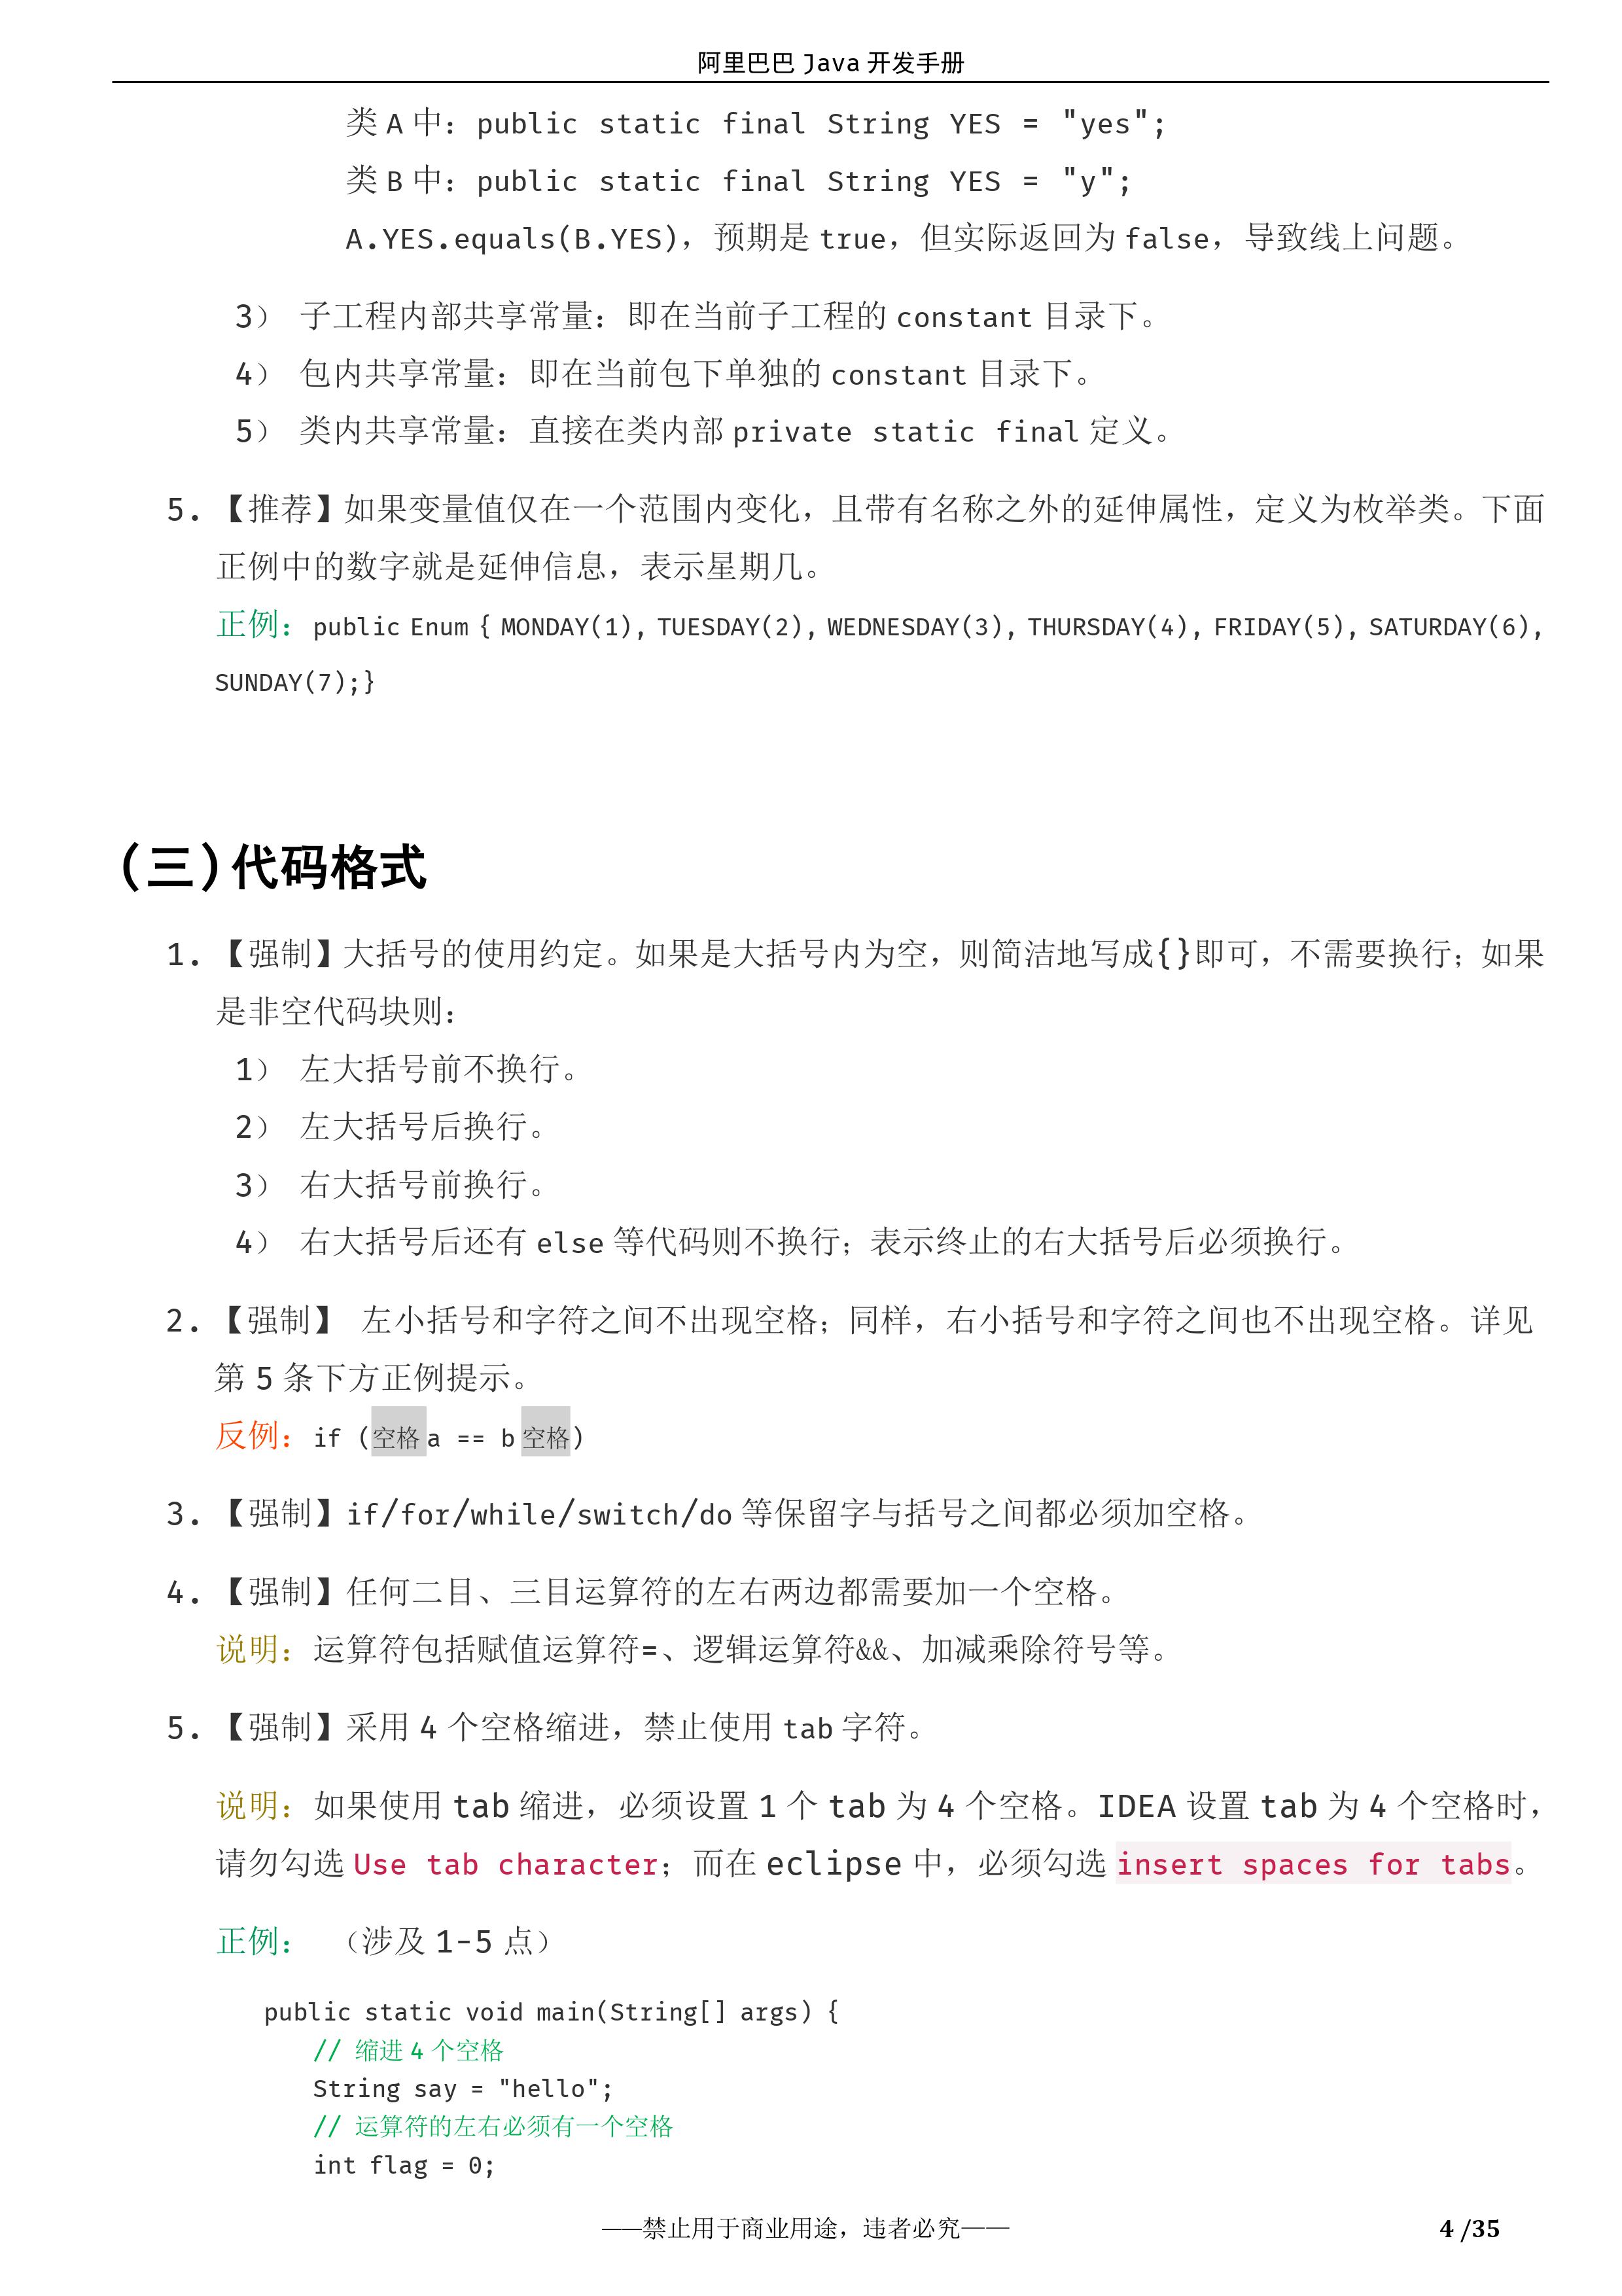 阿里巴巴 Java 开发手册
类 A 中：public static final String YES = "yes";
类 B 中：public static final String YES = "y";
A.YES.equals(B.YES)，预期是 true，但实际返回为 false，导致线上问题。
3） 子工程内部共享常量：即在当前子工程的 constant 目录下。
4） 包内共享常量：即在当前包下单独的 constant 目录下。
5） 类内共享常量：直接在类内部 private static final 定义。
5. 【推荐】如果变量值仅在一个范围内变化，且带有名称之外的延伸属性，定义为枚举类。下面
正例中的数字就是延伸信息，表示星期几。
正例：public Enum { MONDAY(1), TUESDAY(2), WEDNESDAY(3), THURSDAY(4), FRIDAY(5), SATURDAY(6),
SUNDAY(7);}
(三)代码格式
1. 【强制】大括号的使用约定。如果是大括号内为空，则简洁地写成{}即可，不需要换行；如果
是非空代码块则：
1） 左大括号前不换行。
2） 左大括号后换行。
3） 右大括号前换行。
4） 右大括号后还有 else 等代码则不换行；表示终止的右大括号后必须换行。
2. 【强制】 左小括号和字符之间不出现空格；同样，右小括号和字符之间也不出现空格。详见
第 5 条下方正例提示。
反例：if (空格a == b空格)
3. 【强制】if/for/while/switch/do 等保留字与括号之间都必须加空格。
4. 【强制】任何二目、三目运算符的左右两边都需要加一个空格。
说明：运算符包括赋值运算符=、逻辑运算符&&、加减乘除符号等。
5. 【强制】采用 4 个空格缩进，禁止使用 tab 字符。
说明：如果使用 tab 缩进，必须设置 1 个 tab 为 4 个空格。IDEA 设置 tab 为 4 个空格时，
请勿勾选 Use tab character；而在 eclipse 中，必须勾选 insert spaces for tabs。
正例： （涉及 1-5 点）
public static void main(String[] args) {
// 缩进 4 个空格
String say = "hello";
// 运算符的左右必须有一个空格
int flag = 0;
——禁止用于商业用途，违者必究——
4 /35